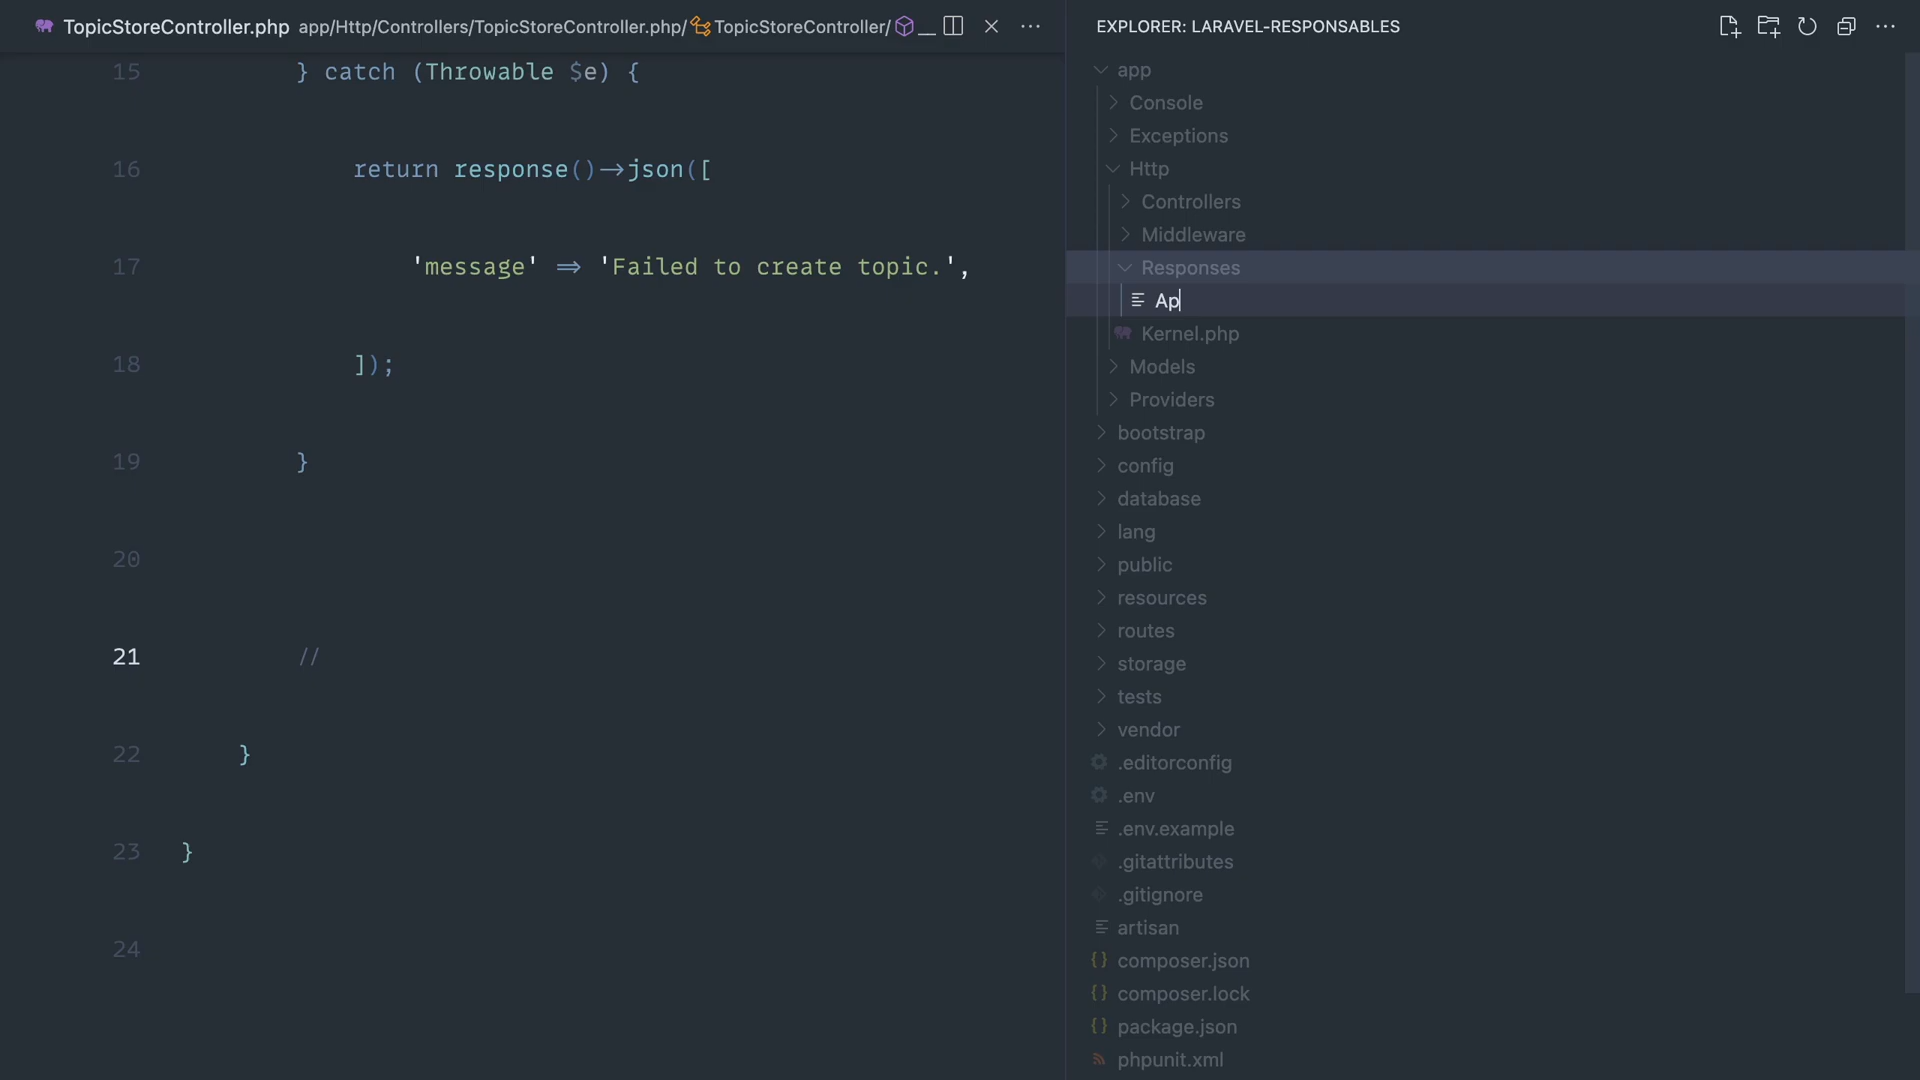 TopicStoreController.php app/Http/Controllers/TopicStoreController.php/ TopicStoreController/ __
15 } catch (Throwable $e) {
16 return response()->json([
17 'message' => 'Failed to create topic.',
18 ]);
19 }
20
21 //
22 }
23 }
24
EXPLORER: LARAVEL-RESPONSABLES
app
Console
Exceptions
Http
Controllers
Middleware
Responses
Ap
Kernel.php
Models
Providers
bootstrap
config
database
lang
public
resources
routes
storage
tests
vendor
.editorconfig
.env
.env.example
.gitattributes
.gitignore
artisan
composer.json
composer.lock
package.json
phpunit.xml